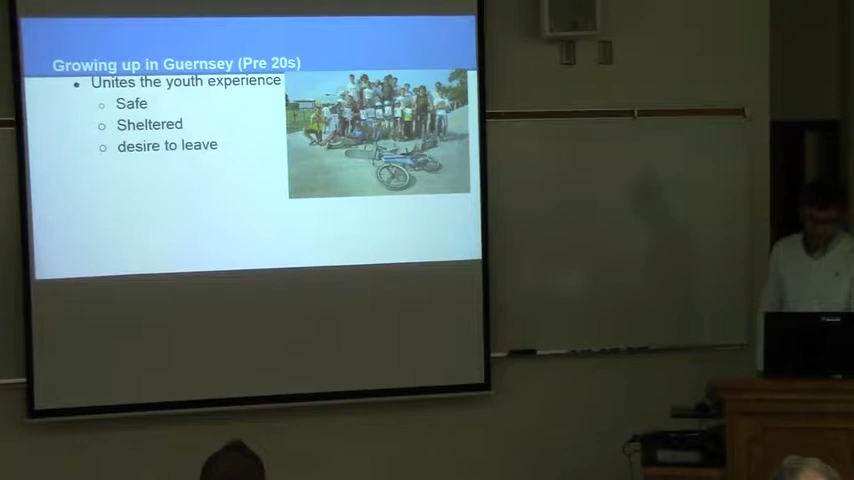 Growing up in Guernsey (Pre 20s)
Unites the youth experience
Safe
Sheltered
desire to leave